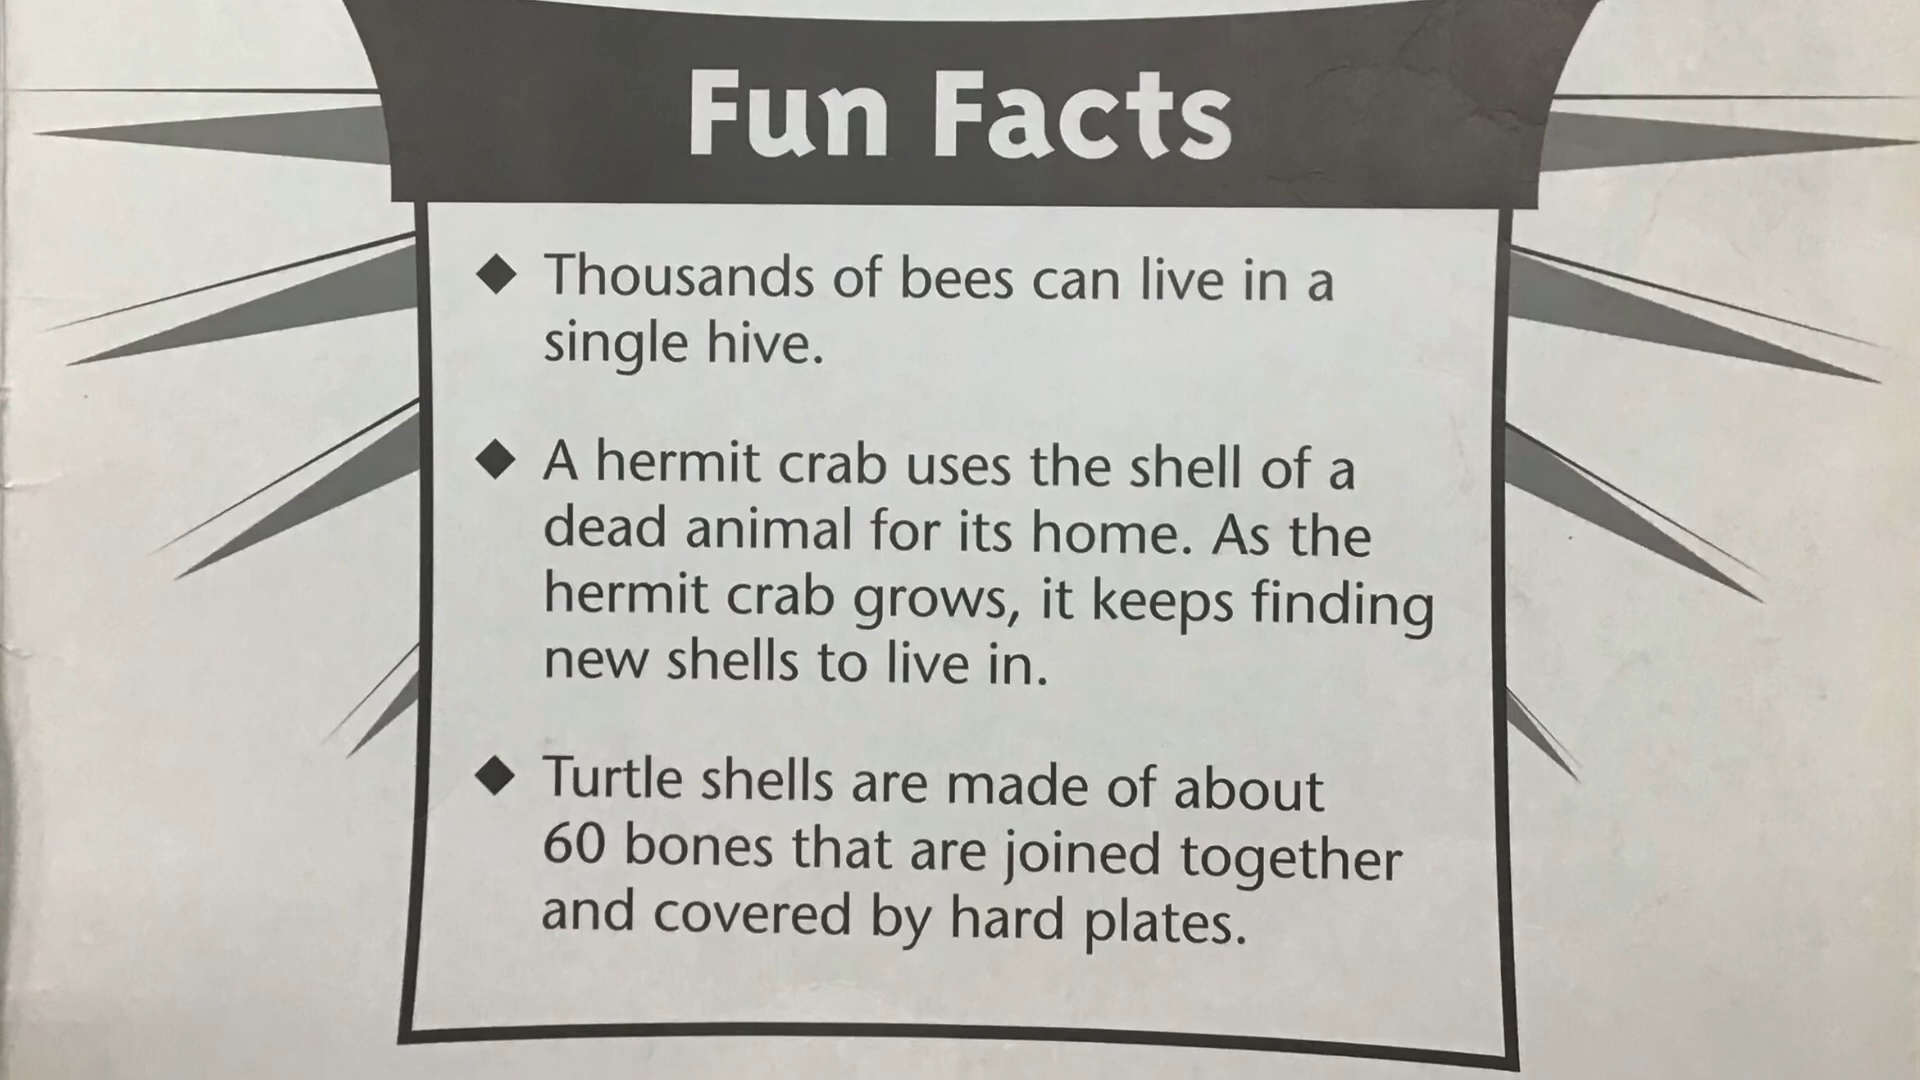 Fun Facts
◆ Thousands of bees can live in a
single hive.
◆ A hermit crab uses the shell of a
dead animal for its home. As the
hermit crab grows, it keeps finding
new shells to live in.
◆ Turtle shells are made of about
60 bones that are joined together
and covered by hard plates.